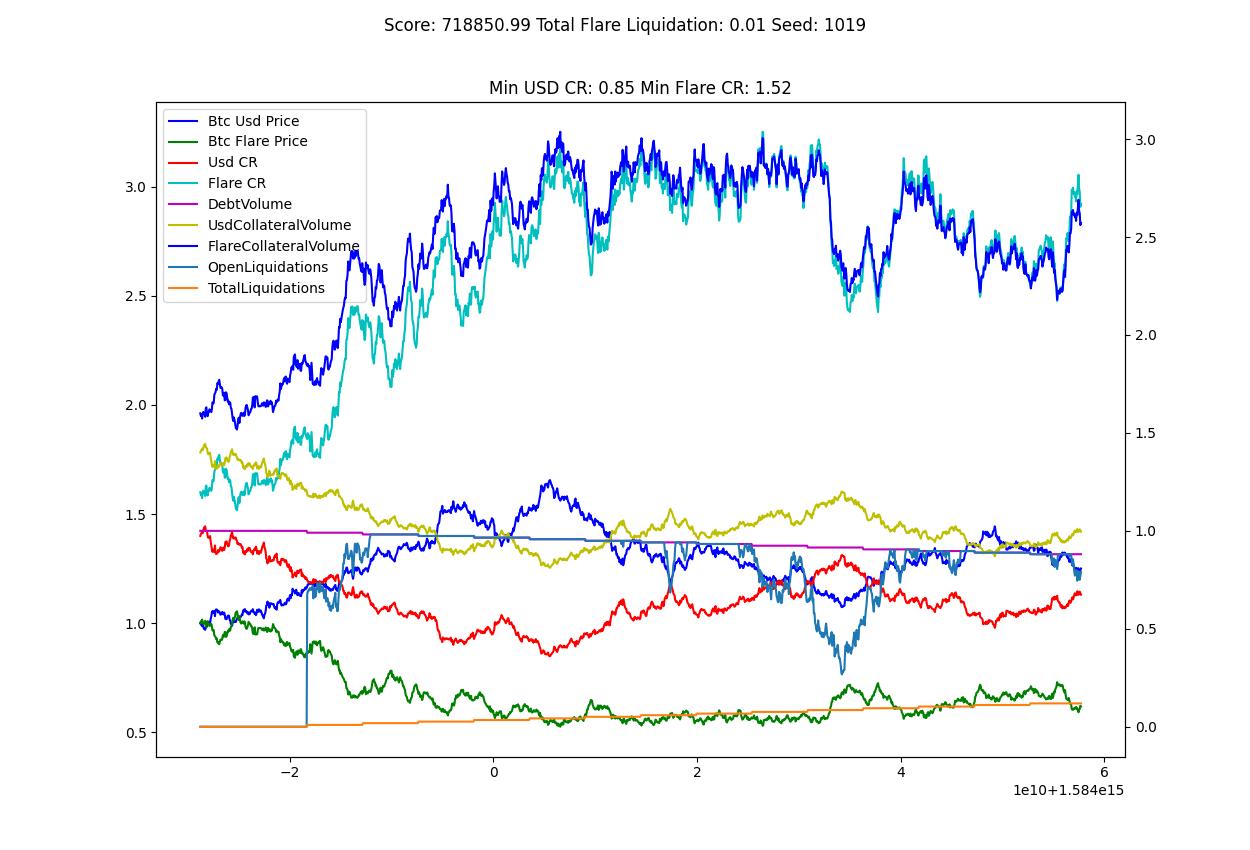 Score: 718850.99 Total Flare Liquidation: 0.01 Seed: 1019
Min USD CR: 0.85 Min Flare CR: 1.52
Btc Usd Price
Btc Flare Price
Usd CR
Flare CR
DebtVolume
UsdCollateralVolume
FlareCollateralVolume
OpenLiquidations
TotalLiquidations
3.0
2.5
2.0
1.5
1.0
0.5
3.0
2.5
2.0
1.5
1.0
0.5
0.0
−2
0
2
4
6
1e10+1.584e15